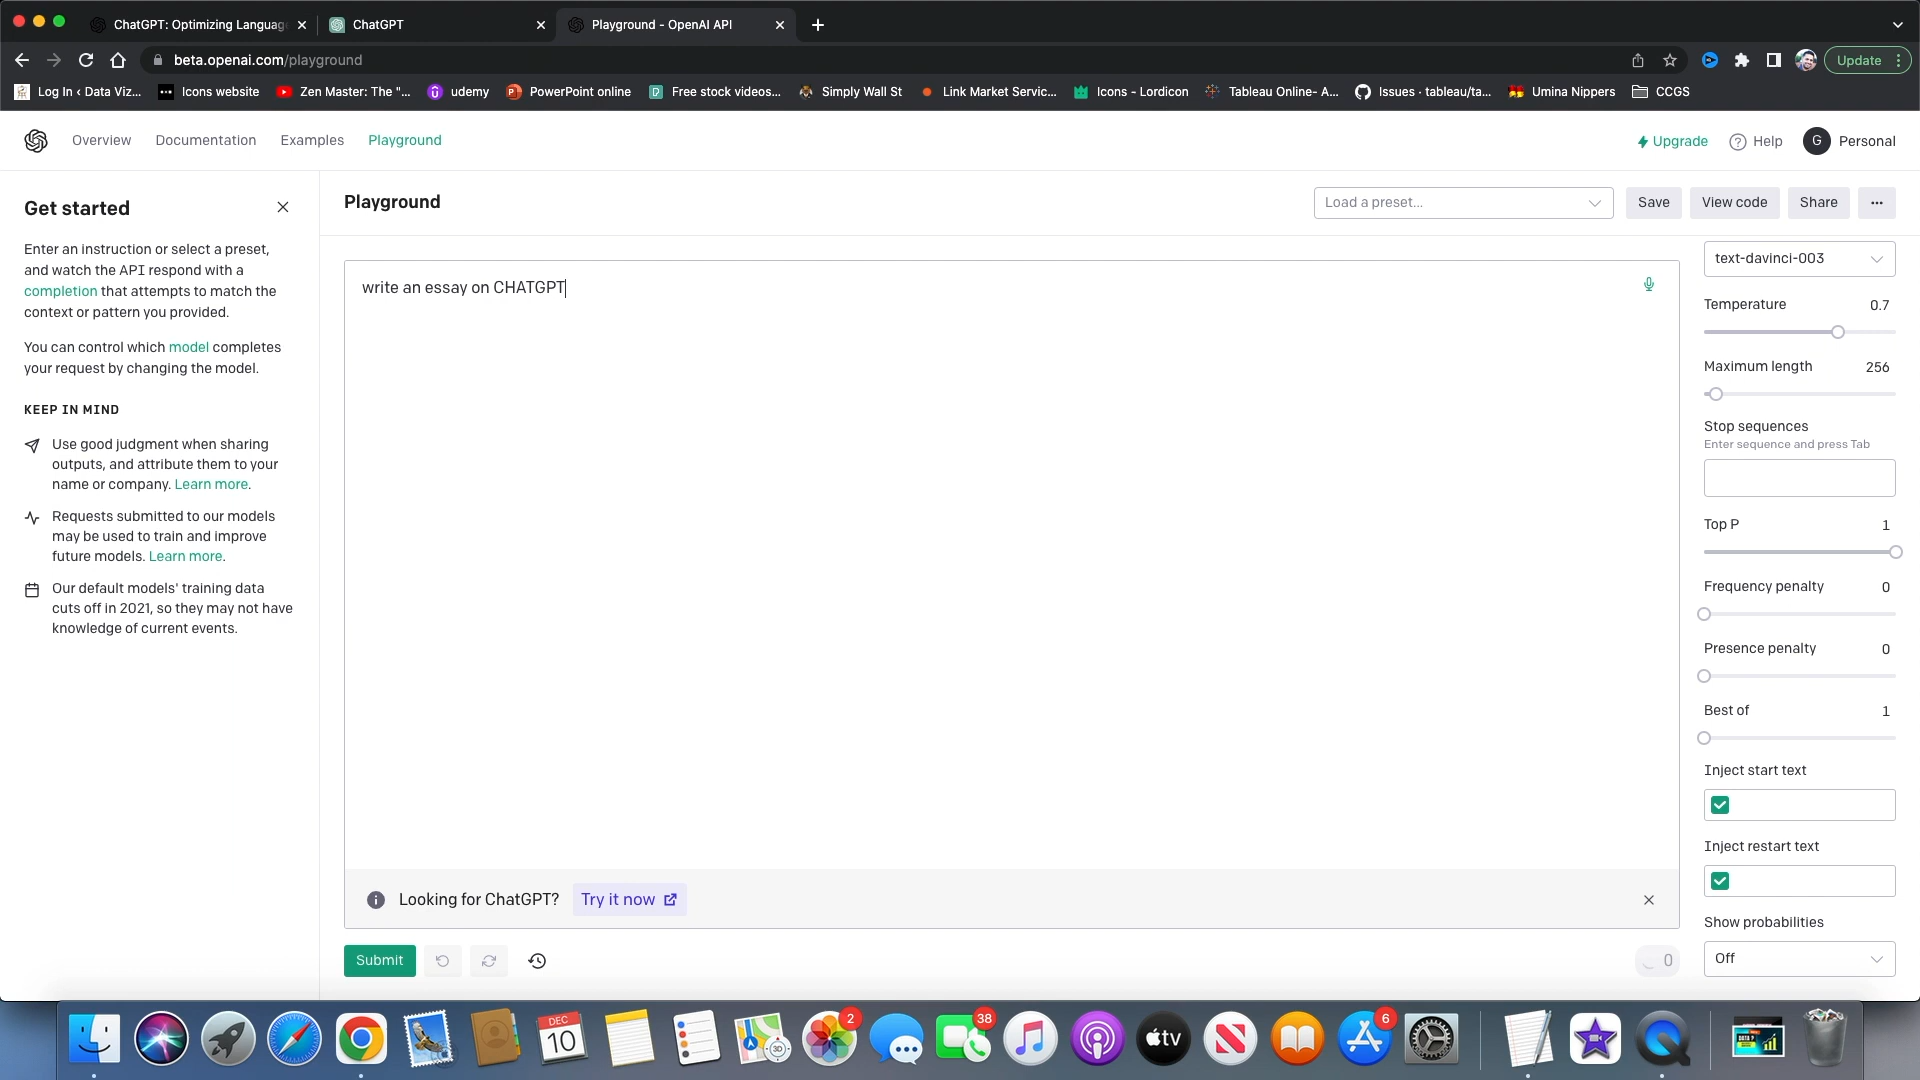 ChatGPT: Optimizing Language
ChatGPT
Playground - OpenAI API
beta.openai.com/playground
Update
Log In ‹ Data Viz...
Icons website
Zen Master: The "...
udemy
PowerPoint online
Free stock videos...
Simply Wall St
Link Market Servic...
Icons - Lordicon
Tableau Online- A...
Issues · tableau/ta...
Umina Nippers
CCGS
Overview
Documentation
Examples
Playground
Upgrade
Help
G
Personal
Get started
Enter an instruction or select a preset,
and watch the API respond with a
completion that attempts to match the
context or pattern you provided.
You can control which model completes
your request by changing the model.
KEEP IN MIND
Use good judgment when sharing
outputs, and attribute them to your
name or company. Learn more.
Requests submitted to our models
may be used to train and improve
future models. Learn more.
Our default models' training data
cuts off in 2021, so they may not have
knowledge of current events.
Playground
Load a preset...
Save
View code
Share
...
write an essay on CHATGPT
Looking for ChatGPT?
Try it now
Submit
0
text-davinci-003
Temperature 0.7
Maximum length 256
Stop sequences
Enter sequence and press Tab
Top P 1
Frequency penalty 0
Presence penalty 0
Best of 1
Inject start text
Inject restart text
Show probabilities
Off
DEC
10
3D
2
38
tv
6